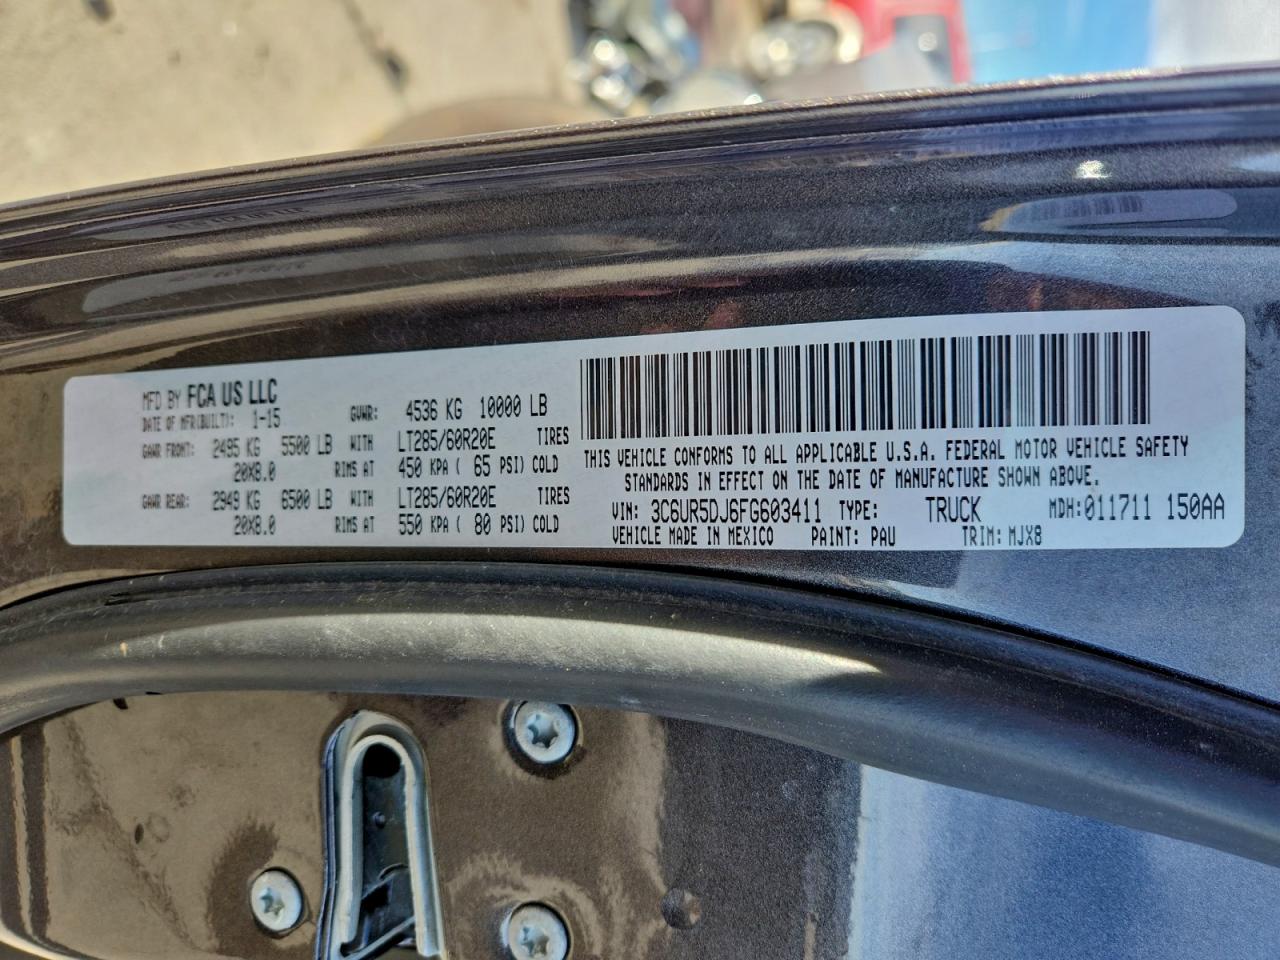 MFD BY FCA US LLC
DATE OF MFR(BUILT): 1-15 GVWR: 4536 KG 10000 LB
GAWR FRONT: 2495 KG 5500 LB WITH LT285/60R20E TIRES
20X8.0 RIMS AT 450 KPA ( 65 PSI) COLD
GAWR REAR: 2949 KG 6500 LB WITH LT285/60R20E TIRES
20X8.0 RIMS AT 550 KPA ( 80 PSI) COLD
THIS VEHICLE CONFORMS TO ALL APPLICABLE U.S.A. FEDERAL MOTOR VEHICLE SAFETY
STANDARDS IN EFFECT ON THE DATE OF MANUFACTURE SHOWN ABOVE.
VIN: 3C6UR5DJ6FG603411 TYPE: TRUCK MDH:011711 150AA
VEHICLE MADE IN MEXICO PAINT: PAU TRIM: MJX8